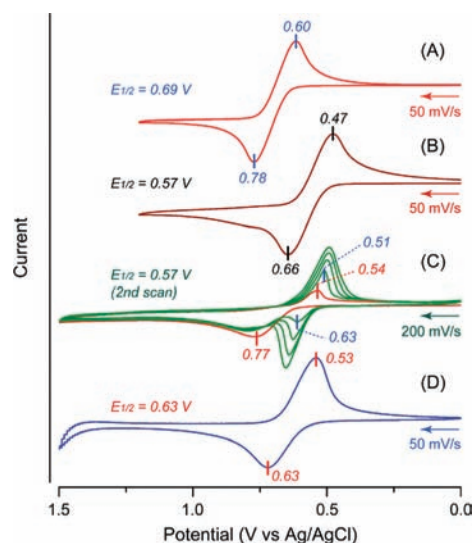 0.60
(A)
E1/2 = 0.69 V
50 mV/s
0.78
0.47
(B)
E1/2 = 0.57 V
50 mV/s
0.66
0.51
(C)
E1/2 = 0.57 V
(2nd scan)
0.54
200 mV/s
0.77
0.63
0.53
(D)
E1/2 = 0.63 V
50 mV/s
0.63
Current
1.5
1.0
0.5
0.0
Potential (V vs Ag/AgCl)